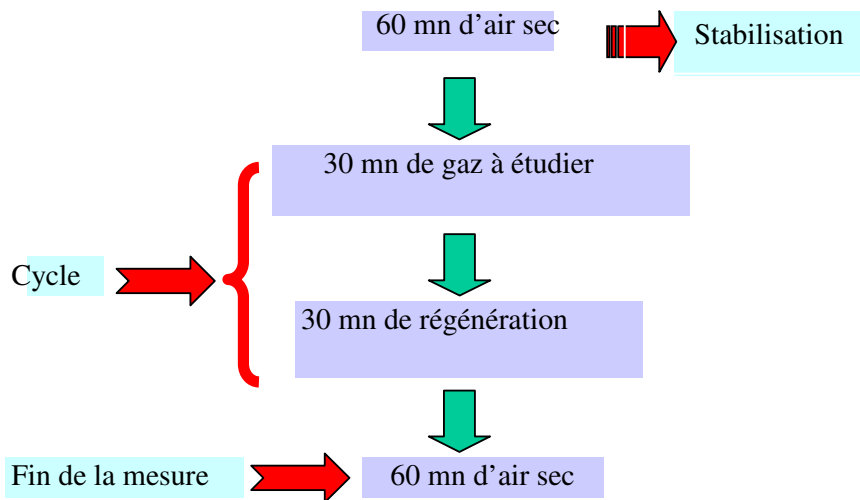 60 mn d’air sec
Stabilisation
30 mn de gaz à étudier
Cycle
30 mn de régénération
Fin de la mesure
60 mn d’air sec